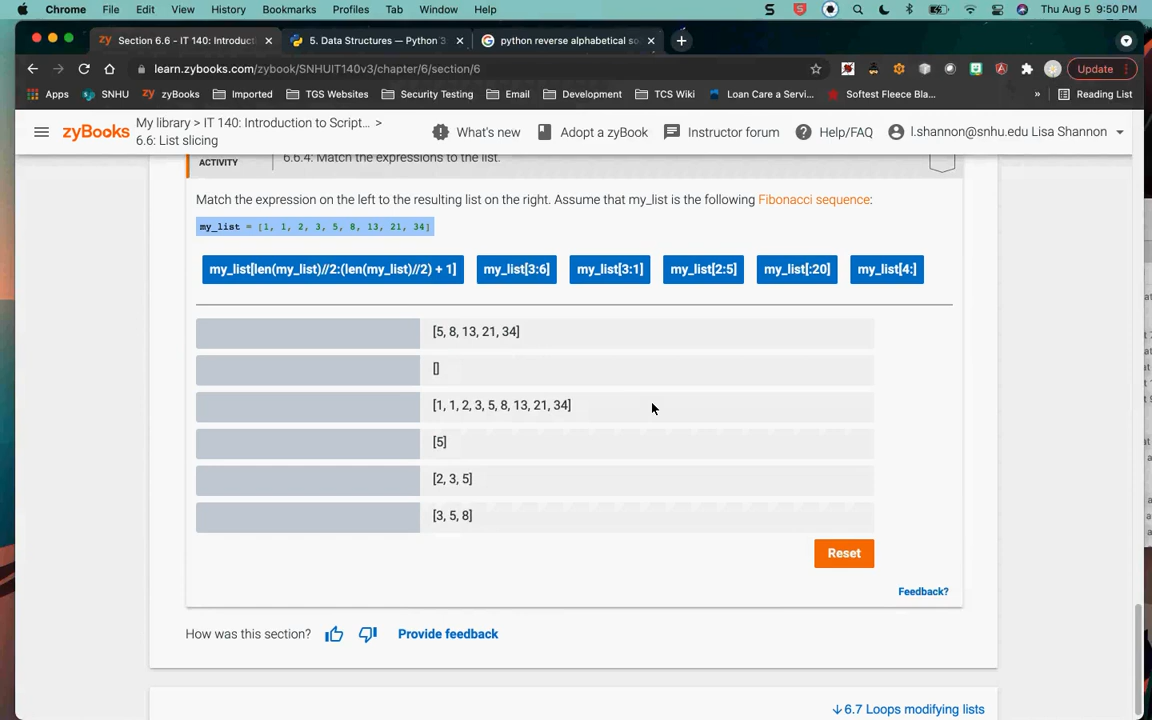 Chrome File Edit View History Bookmarks Profiles Tab Window Help Thu Aug 5 9:50 PM
Section 6.6 - IT 140: Introducti 5. Data Structures — Python 3 python reverse alphabetical so
learn.zybooks.com/zybook/SNHUIT140v3/chapter/6/section/6 Update
Apps SNHU zyBooks Imported TGS Websites Security Testing Email Development TCS Wiki Loan Care a Servi... Softest Fleece Bla... » Reading List
zyBooks My library > IT 140: Introduction to Script... > What's new Adopt a zyBook Instructor forum Help/FAQ l.shannon@snhu.edu Lisa Shannon
6.6: List slicing
ACTIVITY 6.6.4: Match the expressions to the list.
Match the expression on the left to the resulting list on the right. Assume that my_list is the following Fibonacci sequence:
my_list = [1, 1, 2, 3, 5, 8, 13, 21, 34]
my_list[len(my_list)//2:(len(my_list)//2) + 1] my_list[3:6] my_list[3:1] my_list[2:5] my_list[:20] my_list[4:]
[5, 8, 13, 21, 34]
[]
[1, 1, 2, 3, 5, 8, 13, 21, 34]
[5]
[2, 3, 5]
[3, 5, 8]
Reset
Feedback?
How was this section? Provide feedback
↓ 6.7 Loops modifying lists